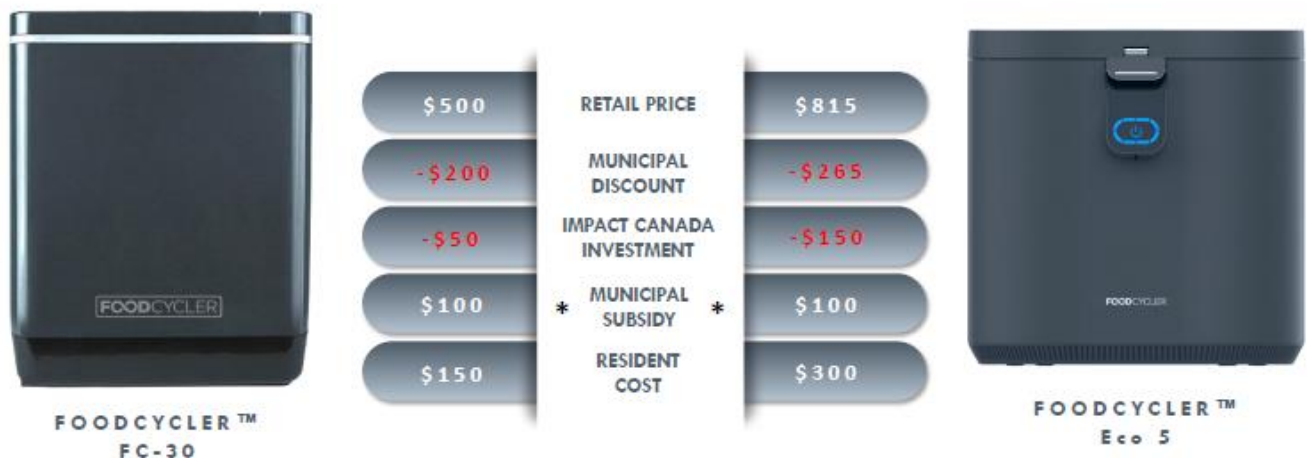 $500 RETAIL PRICE $815
-$200 MUNICIPAL DISCOUNT -$265
-$50 IMPACT CANADA INVESTMENT -$150
$100 * MUNICIPAL SUBSIDY * $100
$150 RESIDENT COST $300
FOODCYCLER
FOODCYCLER
FOODCYCLER™
FC-30
FOODCYCLER™
Eco 5